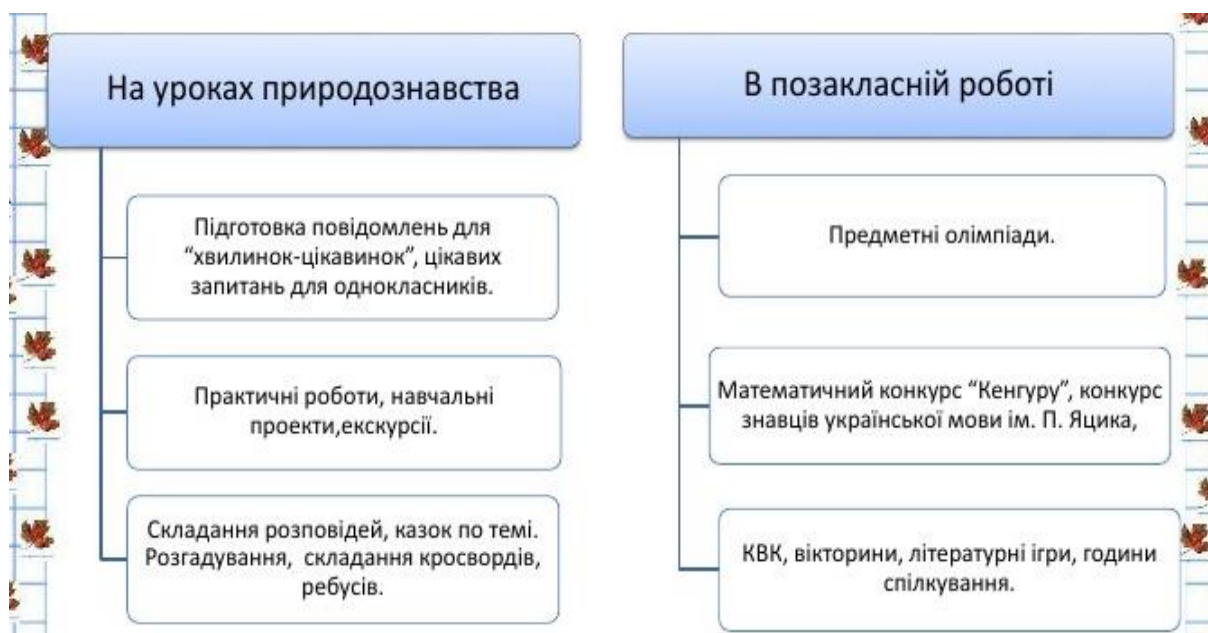 На уроках природознавства
Підготовка повідомлень для
“хвилинок-цікавинок”, цікавих
запитань для однокласників.
Практичні роботи, навчальні
проекти,екскурсії.
Складання розповідей, казок по темі.
Розгадування, складання кросвордів,
ребусів.
В позакласній роботі
Предметні олімпіади.
Математичний конкурс “Кенгуру”, конкурс
знавців української мови ім. П. Яцика,
КВК, вікторини, літературні ігри, години
спілкування.